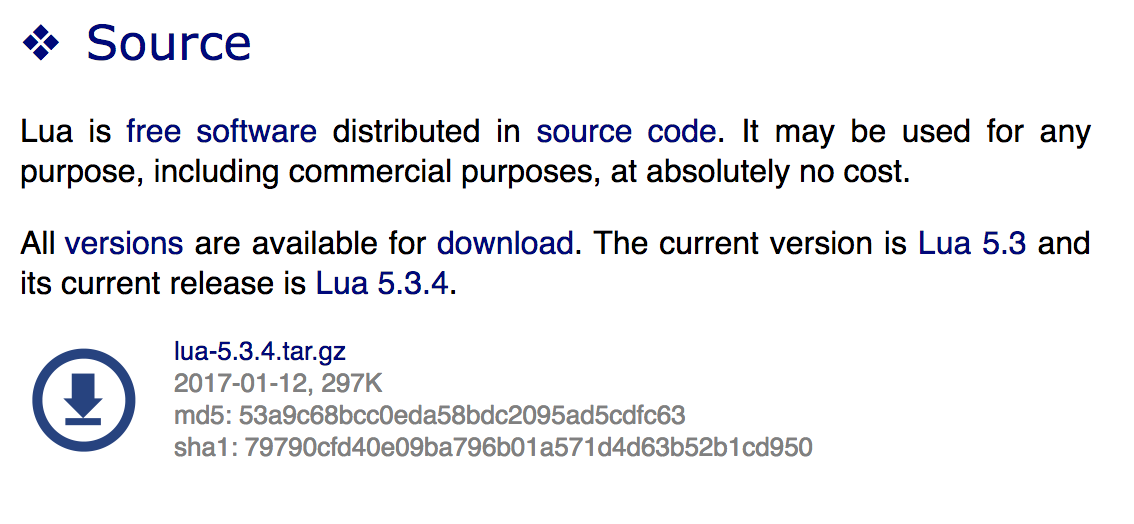 ❖ Source
Lua is free software distributed in source code. It may be used for any
purpose, including commercial purposes, at absolutely no cost.
All versions are available for download. The current version is Lua 5.3 and
its current release is Lua 5.3.4.
lua-5.3.4.tar.gz
2017-01-12, 297K
md5: 53a9c68bcc0eda58bdc2095ad5cdfc63
sha1: 79790cfd40e09ba796b01a571d4d63b52b1cd950